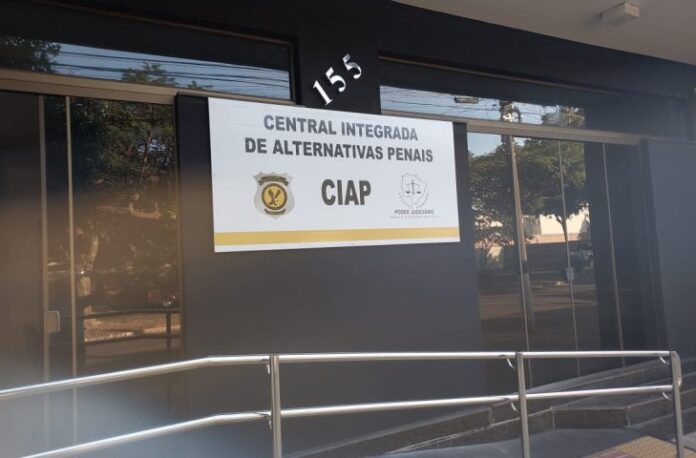 155
CENTRAL INTEGRADA
DE ALTERNATIVAS PENAIS
CIAP
PODER JUDICIÁRIO